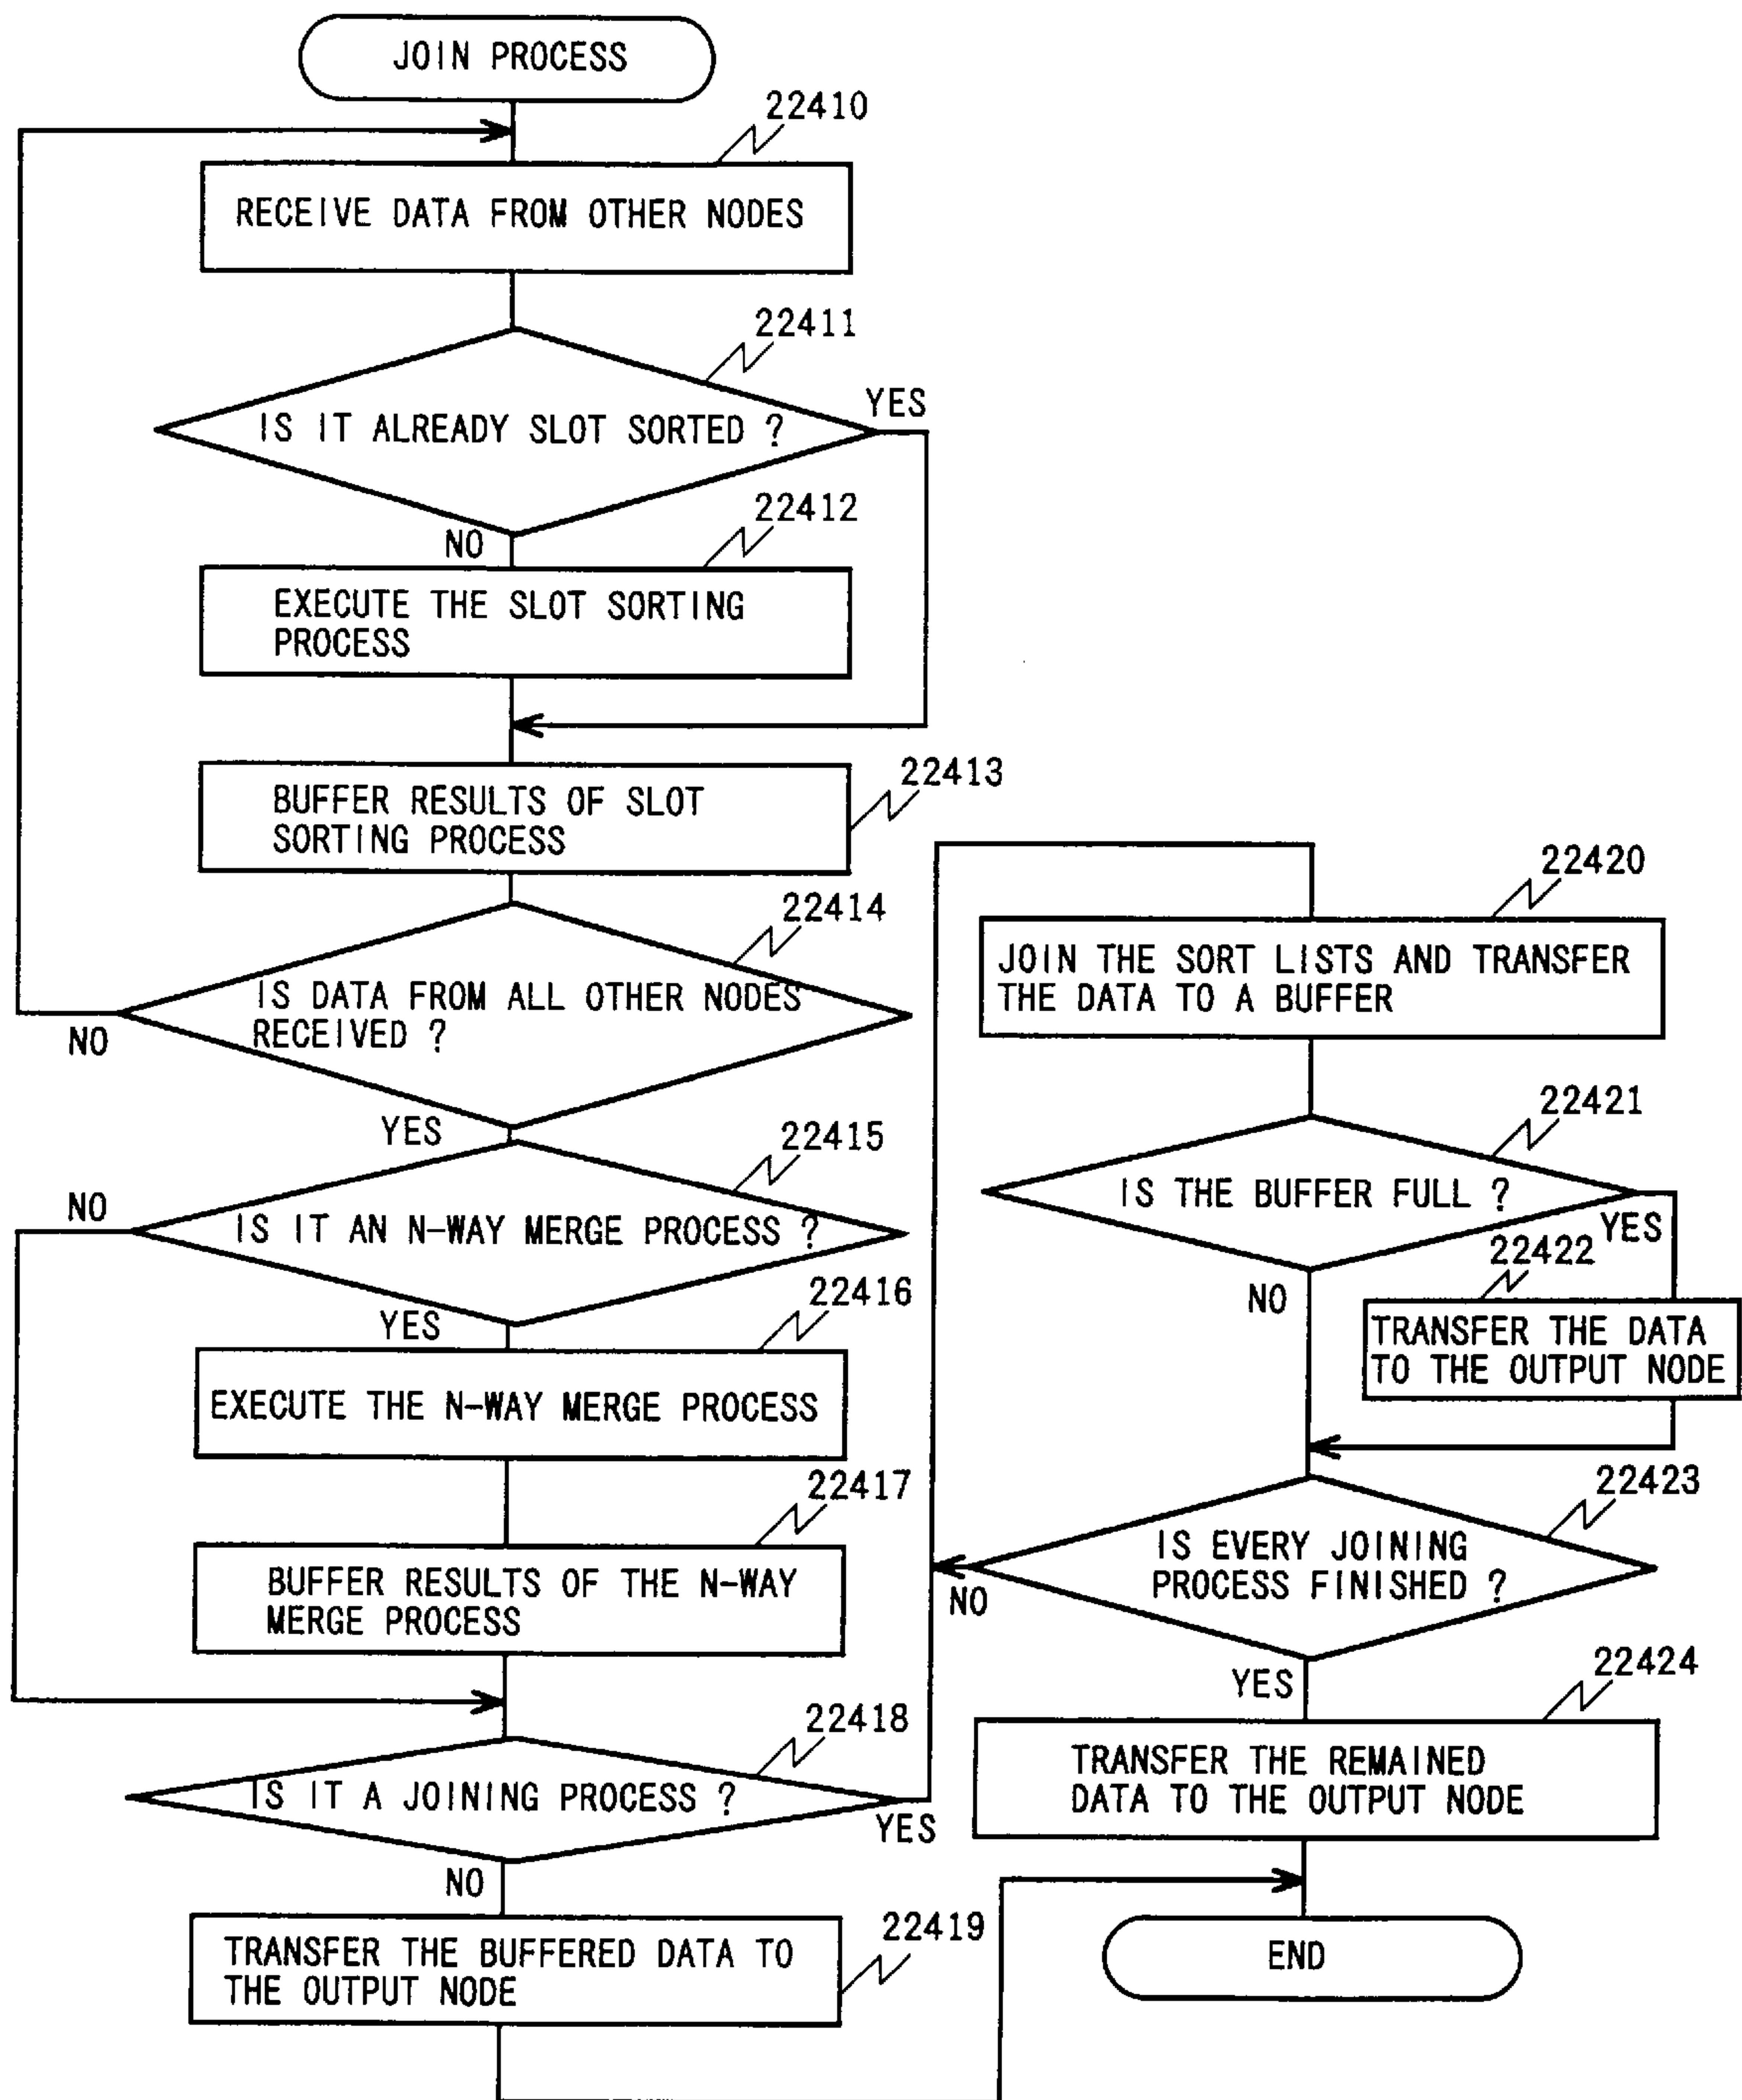 JOIN PROCESS
22410
RECEIVE DATA FROM OTHER NODES
22411
IS IT ALREADY SLOT SORTED ?
YES
22412
NO
EXECUTE THE SLOT SORTING
PROCESS
22413
BUFFER RESULTS OF SLOT
SORTING PROCESS
22414
IS DATA FROM ALL OTHER NODES
RECEIVED ?
NO
YES
22415
NO
IS IT AN N-WAY MERGE PROCESS ?
22416
YES
EXECUTE THE N-WAY MERGE PROCESS
22417
BUFFER RESULTS OF THE N-WAY
MERGE PROCESS
22418
IS IT A JOINING PROCESS ?
YES
NO
22419
TRANSFER THE BUFFERED DATA TO
THE OUTPUT NODE
22420
JOIN THE SORT LISTS AND TRANSFER
THE DATA TO A BUFFER
22421
IS THE BUFFER FULL ?
YES
22422
NO
TRANSFER THE DATA
TO THE OUTPUT NODE
22423
IS EVERY JOINING
PROCESS FINISHED ?
NO
YES
22424
TRANSFER THE REMAINED
DATA TO THE OUTPUT NODE
END